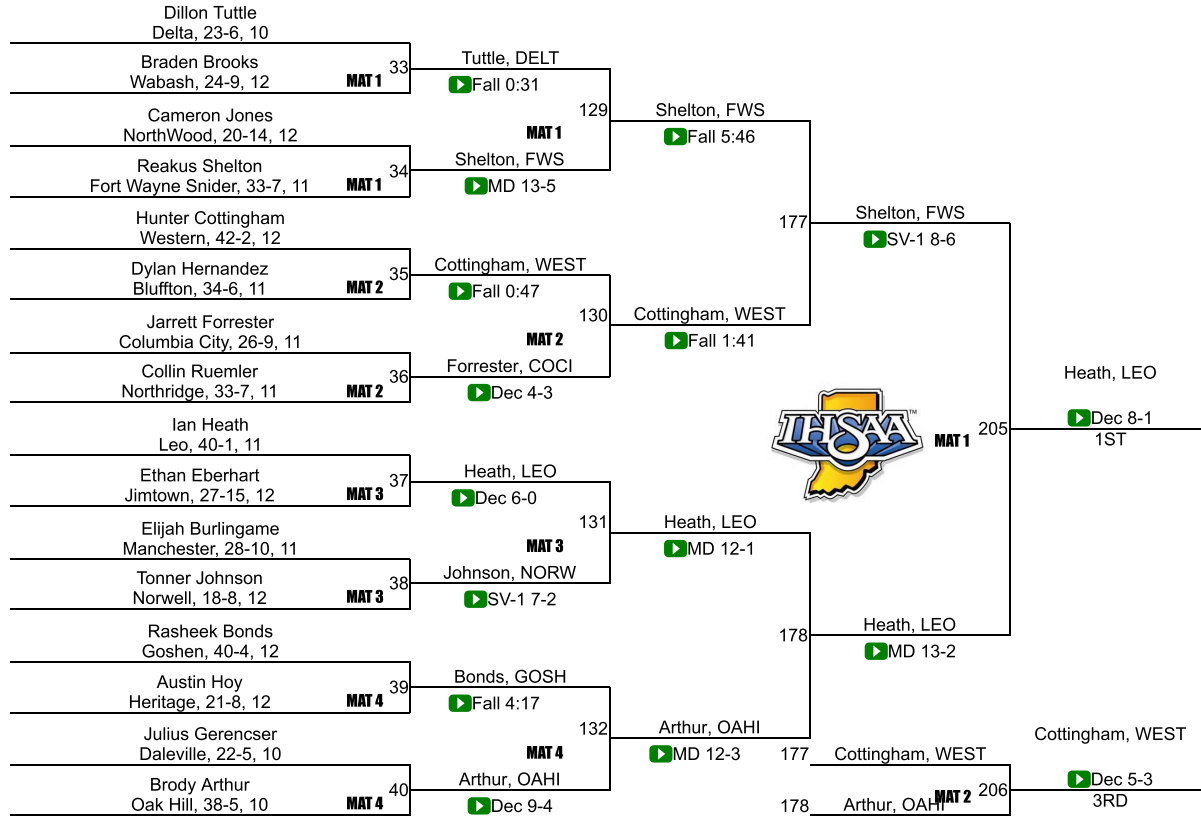 Dillon Tuttle
Delta, 23-6, 10
Braden Brooks
Wabash, 24-9, 12
MAT 1
33
Cameron Jones
NorthWood, 20-14, 12
Reakus Shelton
Fort Wayne Snider, 33-7, 11
MAT 1
34
Hunter Cottingham
Western, 42-2, 12
Dylan Hernandez
Bluffton, 34-6, 11
MAT 2
35
Jarrett Forrester
Columbia City, 26-9, 11
Collin Ruemler
Northridge, 33-7, 11
MAT 2
36
Ian Heath
Leo, 40-1, 11
Ethan Eberhart
Jimtown, 27-15, 12
MAT 3
37
Elijah Burlingame
Manchester, 28-10, 11
Tonner Johnson
Norwell, 18-8, 12
MAT 3
38
Rasheek Bonds
Goshen, 40-4, 12
Austin Hoy
Heritage, 21-8, 12
MAT 4
39
Julius Gerencser
Daleville, 22-5, 10
Brody Arthur
Oak Hill, 38-5, 10
MAT 4
40
Tuttle, DELT
Fall 0:31
129
MAT 1
Shelton, FWS
MD 13-5
Cottingham, WEST
Fall 0:47
130
MAT 2
Forrester, COCI
Dec 4-3
Heath, LEO
Dec 6-0
131
MAT 3
Johnson, NORW
SV-1 7-2
Bonds, GOSH
Fall 4:17
132
MAT 4
Arthur, OAHI
Dec 9-4
Shelton, FWS
Fall 5:46
177
Cottingham, WEST
Fall 1:41
Heath, LEO
MD 12-1
178
Arthur, OAHI
MD 12-3
Shelton, FWS
SV-1 8-6
IHSAA™
MAT 1
205
Heath, LEO
MD 13-2
Heath, LEO
Dec 8-1
1ST
177
Cottingham, WEST
178
Arthur, OAHI
MAT 2
206
Cottingham, WEST
Dec 5-3
3RD